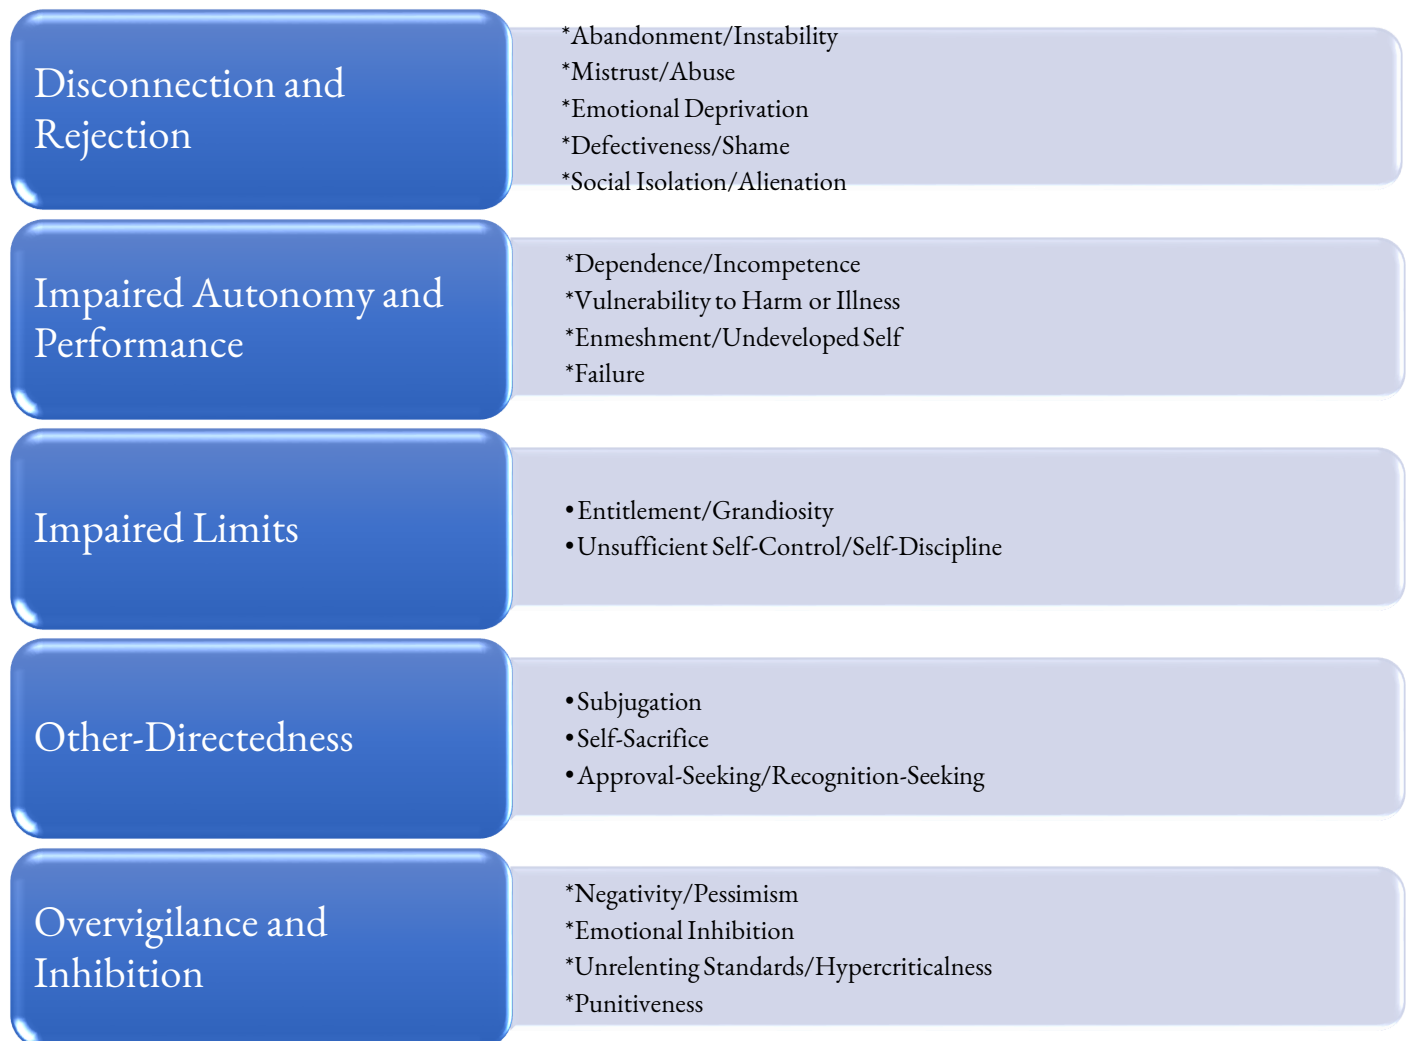 Disconnection and
Rejection
*Abandonment/Instability
*Mistrust/Abuse
*Emotional Deprivation
*Defectiveness/Shame
*Social Isolation/Alienation
Impaired Autonomy and
Performance
*Dependence/Incompetence
*Vulnerability to Harm or Illness
*Enmeshment/Undeveloped Self
*Failure
Impaired Limits
•Entitlement/Grandiosity
•Unsufficient Self-Control/Self-Discipline
Other-Directedness
•Subjugation
•Self-Sacrifice
•Approval-Seeking/Recognition-Seeking
Overvigilance and
Inhibition
*Negativity/Pessimism
*Emotional Inhibition
*Unrelenting Standards/Hypercriticalness
*Punitiveness